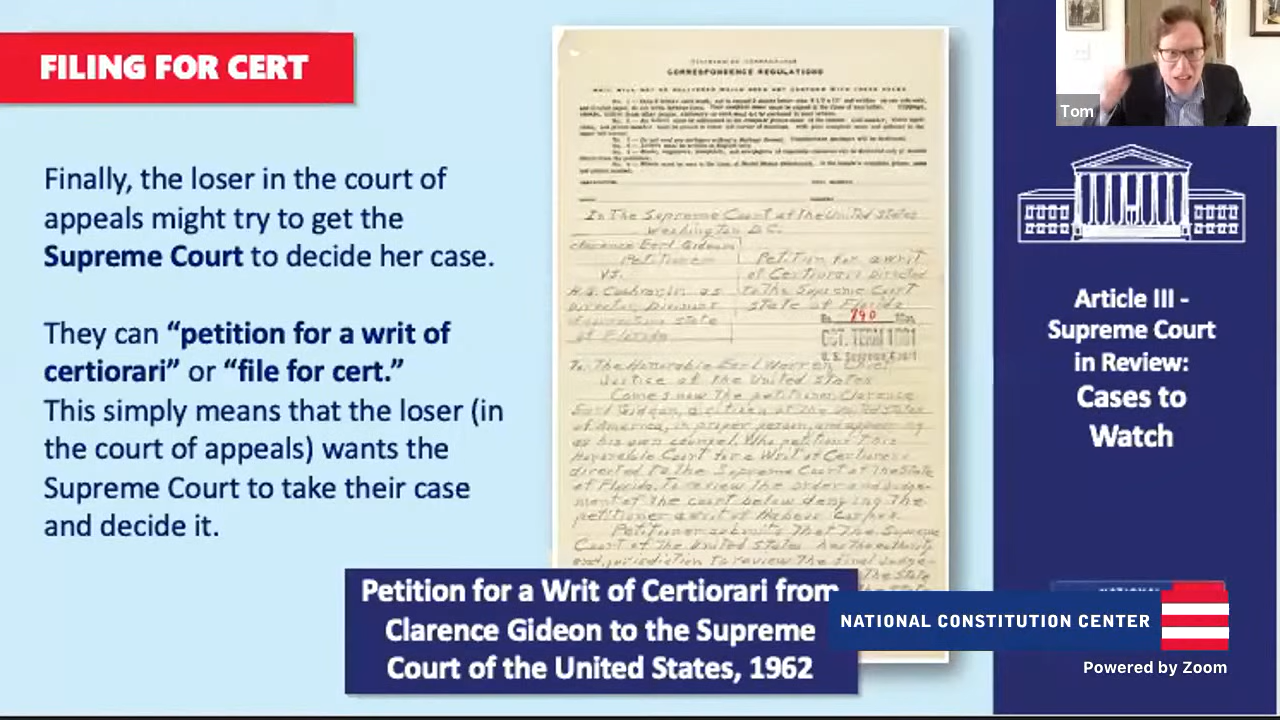 FILING FOR CERT
Finally, the loser in the court of
appeals might try to get the
Supreme Court to decide her case.
They can “petition for a writ of
certiorari” or “file for cert.”
This simply means that the loser (in
the court of appeals) wants the
Supreme Court to take their case
and decide it.
CORRESPONDENCE REGULATIONS
In The Supreme Court of The United States
Washington D.C.
Clarence Earl Gideon
Petitioner
vs.
H.G. Cochran, as
Director, Divisions
of corrections state
of Florida
Petition for a writ
of Certiorari Directed
to The Supreme Court
State of Florida
No. 890
OCT. TERM 1961
U. S. Supreme Court
To: The Honorable Earl Warren, Chief
Justice of the United States
Comes now The petitioner, Clarence
Earl Gideon, a citizen of The United States
of America, in proper person, and appearing
as his own counsel. Who petitions This
Honorable Court for a Writ of Certiorari
directed to The Supreme Court of The State
of Florida. To review the order and Judge-
ment of the court below denying The
petitioner a writ of Habeus Corpus.
Petitioner submits That The Supreme
Court of The United States has The authority
and jurisdiction to review the final Judge-
The State
Petition for a Writ of Certiorari from
Clarence Gideon to the Supreme
Court of the United States, 1962
Tom
Article III -
Supreme Court
in Review:
Cases to
Watch
NATIONAL CONSTITUTION CENTER
Powered by Zoom